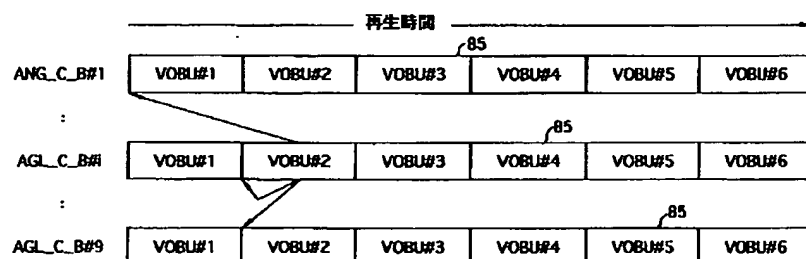 再生時間
85
ANG_C_B#1 VOBU#1 VOBU#2 VOBU#3 VOBU#4 VOBU#5 VOBU#6
:
85
AGL_C_B#i VOBU#1 VOBU#2 VOBU#3 VOBU#4 VOBU#5 VOBU#6
:
85
AGL_C_B#9 VOBU#1 VOBU#2 VOBU#3 VOBU#4 VOBU#5 VOBU#6